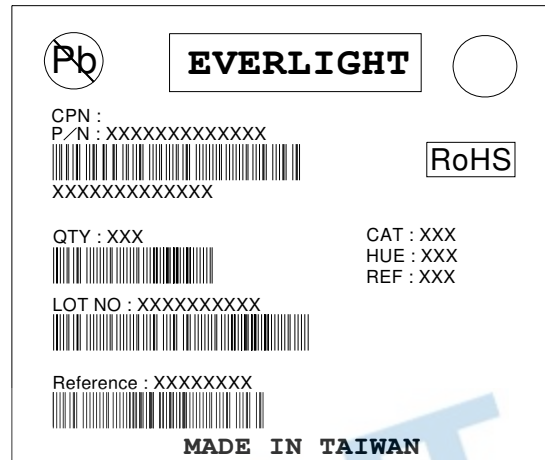 Pb
EVERLIGHT
CPN :
P/N : XXXXXXXXXXXXX
RoHS
XXXXXXXXXXXXX
QTY : XXX
CAT : XXX
HUE : XXX
REF : XXX
LOT NO : XXXXXXXXXX
Reference : XXXXXXXX
MADE IN TAIWAN